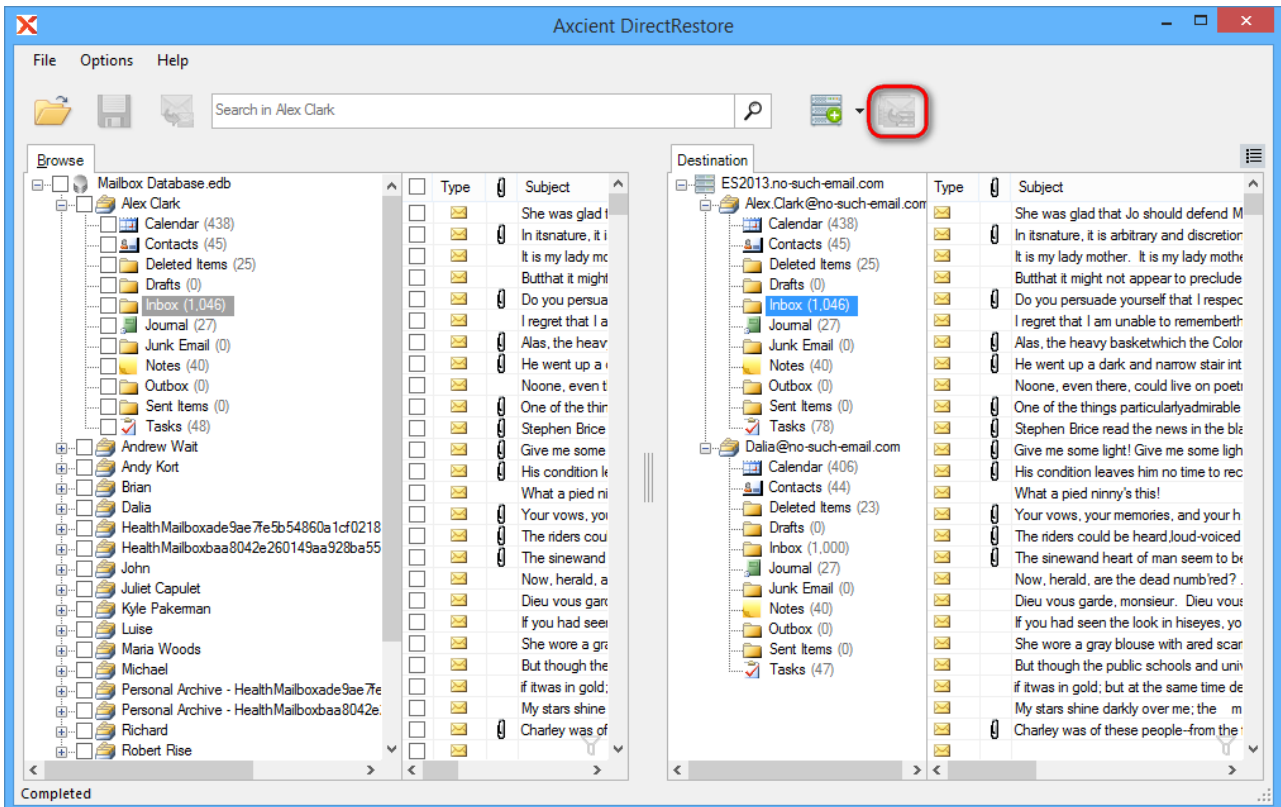 Axcient DirectRestore
File Options Help
Search in Alex Clark
Browse
Mailbox Database.edb
Alex Clark
Calendar (438)
Contacts (45)
Deleted Items (25)
Drafts (0)
Inbox (1,046)
Journal (27)
Junk Email (0)
Notes (40)
Outbox (0)
Sent Items (0)
Tasks (48)
Andrew Wait
Andy Kort
Brian
Dalia
HealthMailboxade9ae7fe5b54860a1cf0218
HealthMailboxbaa8042e260149aa928ba55
John
Juliet Capulet
Kyle Pakeman
Luise
Maria Woods
Michael
Personal Archive - HealthMailboxade9ae7fe
Personal Archive - HealthMailboxbaa8042e
Richard
Robert Rise
Type Subject
She was glad t
In itsnature, it i
It is my lady mo
Butthat it might
Do you persua
I regret that I a
Alas, the heav
He went up a
Noone, even t
One of the thin
Stephen Brice
Give me some
His condition le
What a pied ni
Your vows, you
The riders cou
The sinewand
Now, herald, a
Dieu vous gard
If you had see
She wore a gra
But though the
if itwas in gold;
My stars shine
Charley was of
Destination
ES2013.no-such-email.com
Alex.Clark@no-such-email.com
Calendar (438)
Contacts (45)
Deleted Items (25)
Drafts (0)
Inbox (1,046)
Journal (27)
Junk Email (0)
Notes (40)
Outbox (0)
Sent Items (0)
Tasks (78)
Dalia@no-such-email.com
Calendar (406)
Contacts (44)
Deleted Items (23)
Drafts (0)
Inbox (1,000)
Journal (27)
Junk Email (0)
Notes (40)
Outbox (0)
Sent Items (0)
Tasks (47)
Type Subject
She was glad that Jo should defend M
In itsnature, it is arbitrary and discretion
It is my lady mother. It is my lady mothe
Butthat it might not appear to preclude
Do you persuade yourself that I respec
I regret that I am unable to rememberth
Alas, the heavy basketwhich the Color
He went up a dark and narrow stair int
Noone, even there, could live on poetr
One of the things particularlyadmirable
Stephen Brice read the news in the bla
Give me some light! Give me some ligh
His condition leaves him no time to rec
What a pied ninny's this!
Your vows, your memories, and your h
The riders could be heard,loud-voiced
The sinewand heart of man seem to be
Now, herald, are the dead numb'red? .
Dieu vous garde, monsieur. Dieu vous
If you had seen the look in hiseyes, yo
She wore a gray blouse with ared scar
But though the public schools and univ
if itwas in gold; but at the same time de
My stars shine darkly over me; the m
Charley was of these people-from the
Completed